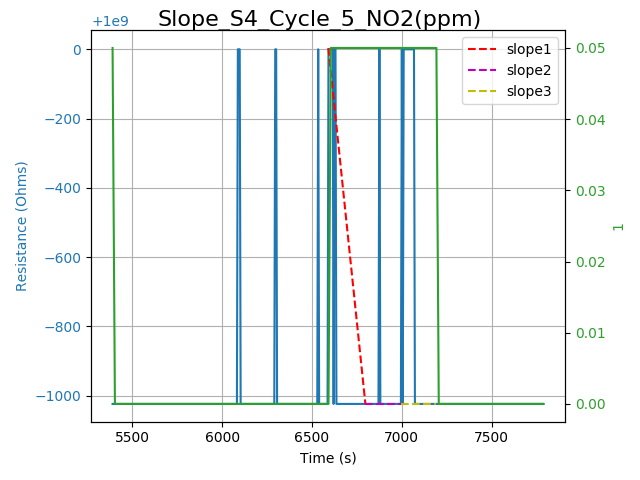 Slope_S4_Cycle_5_NO2(ppm)
+1e9
0
−200
−400
−600
−800
−1000
Resistance (Ohms)
5500
6000
6500
7000
7500
Time (s)
0.05
0.04
0.03
0.02
0.01
0.00
1
slope1
slope2
slope3